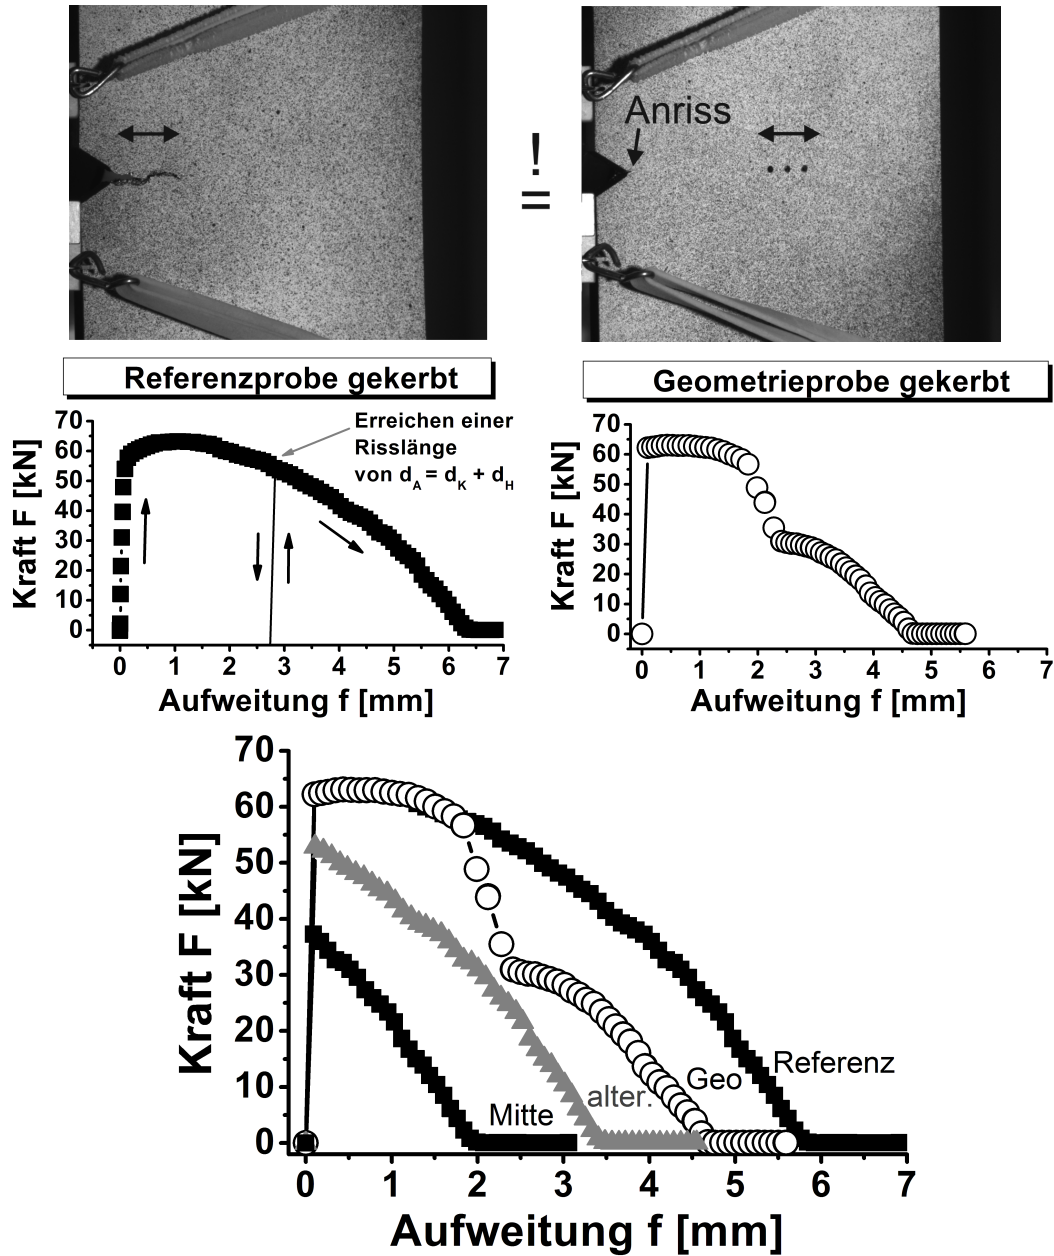 Anriss
!
=
Referenzprobe gekerbt
Geometrieprobe gekerbt
Kraft F [kN]
70
60
50
40
30
20
10
0
Erreichen einer
Risslänge
von dA = dK + dH
0 1 2 3 4 5 6 7
Aufweitung f [mm]
Kraft F [kN]
70
60
50
40
30
20
10
0
0 1 2 3 4 5 6 7
Aufweitung f [mm]
Kraft F [kN]
70
60
50
40
30
20
10
0
Mitte
alter.
Geo
Referenz
0 1 2 3 4 5 6 7
Aufweitung f [mm]